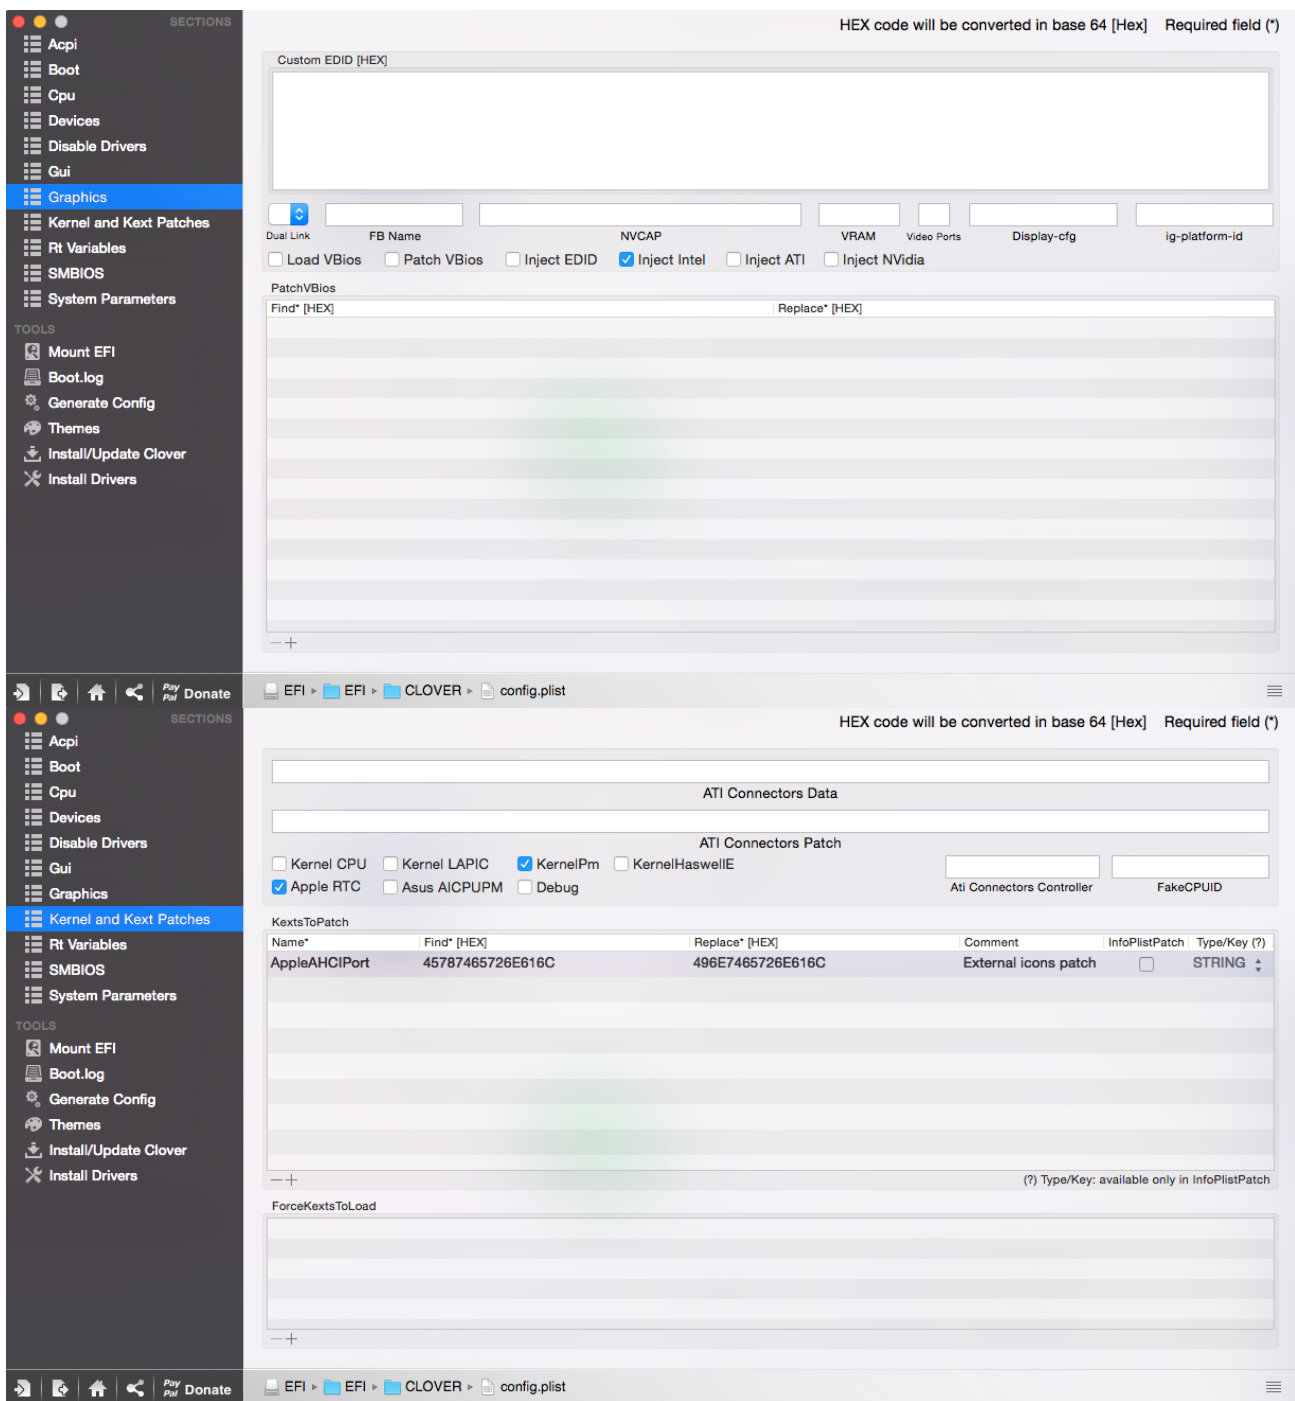 SECTIONS
HEX code will be converted in base 64 [Hex] Required field (*)
Acpi
Boot
Cpu
Devices
Disable Drivers
Gui
Graphics
Kernel and Kext Patches
Rt Variables
SMBIOS
System Parameters
TOOLS
Mount EFI
Boot.log
Generate Config
Themes
Install/Update Clover
Install Drivers
Pay Pal Donate
Custom EDID [HEX]
Dual Link FB Name NVCAP VRAM Video Ports Display-cfg ig-platform-id
Load VBios Patch VBios Inject EDID Inject Intel Inject ATI Inject NVidia
PatchVBios
Find* [HEX] Replace* [HEX]
EFI EFI CLOVER config.plist
SECTIONS
HEX code will be converted in base 64 [Hex] Required field (*)
Acpi
Boot
Cpu
Devices
Disable Drivers
Gui
Graphics
Kernel and Kext Patches
Rt Variables
SMBIOS
System Parameters
TOOLS
Mount EFI
Boot.log
Generate Config
Themes
Install/Update Clover
Install Drivers
Pay Pal Donate
ATI Connectors Data
ATI Connectors Patch
Kernel CPU Kernel LAPIC KernelPm KernelHaswellE
Apple RTC Asus AICPUPM Debug
Ati Connectors Controller FakeCPUID
KextsToPatch
Name* Find* [HEX] Replace* [HEX] Comment InfoPlistPatch Type/Key (?)
AppleAHCIPort 45787465726E616C 496E7465726E616C External icons patch STRING
(?) Type/Key: available only in InfoPlistPatch
ForceKextsToLoad
EFI EFI CLOVER config.plist